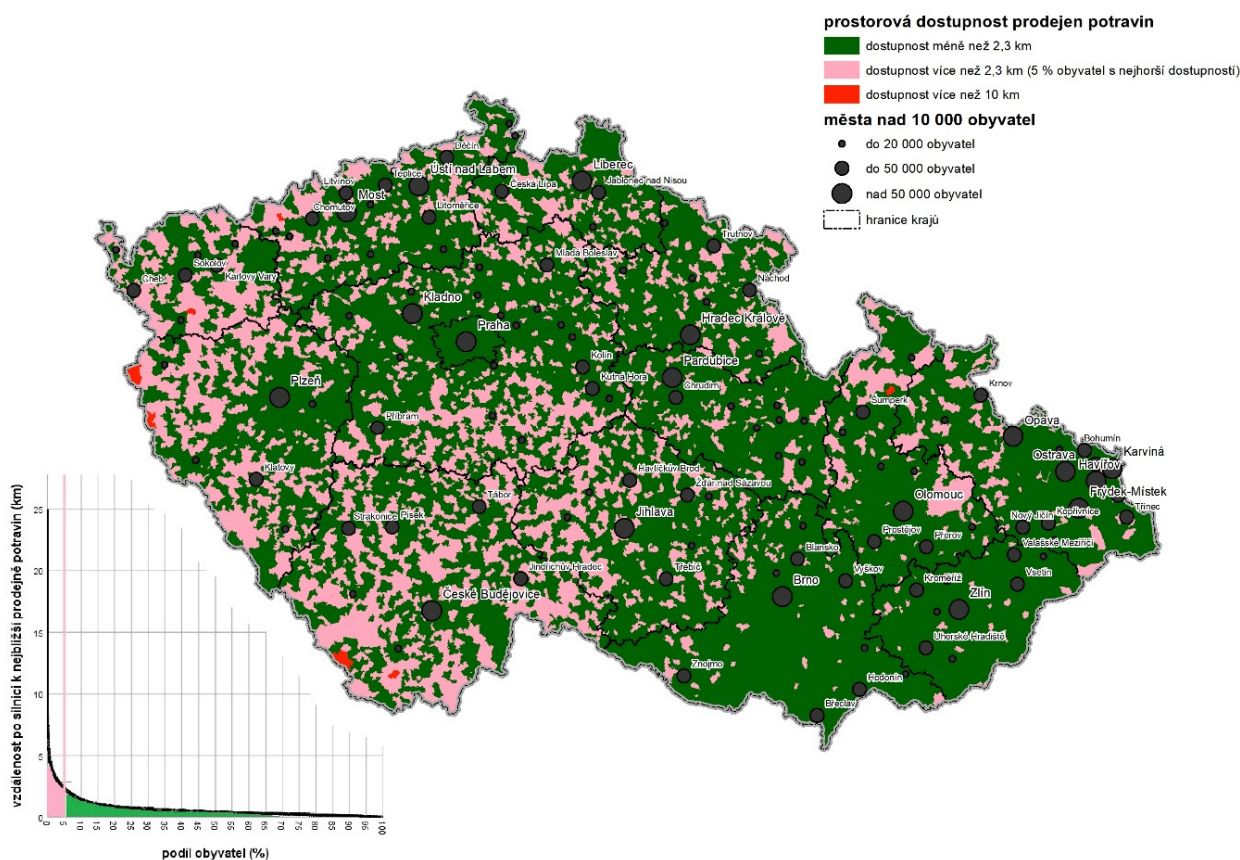 prostorová dostupnost prodejen potravin
dostupnost méně než 2,3 km
dostupnost více než 2,3 km (5 % obyvatel s nejhorší dostupností)
dostupnost více než 10 km
města nad 10 000 obyvatel
do 20 000 obyvatel
do 50 000 obyvatel
nad 50 000 obyvatel
hranice krajů
Děčín
Liberec
Teplice
Ústí nad Labem
Litvínov
Most
Česká Lípa
Jablonec nad Nisou
Chomutov
Litoměřice
Trutnov
Sokolov
Mladá Boleslav
Cheb
Karlovy Vary
Náchod
Kladno
Praha
Hradec Králové
Kolín
Pardubice
Plzeň
Kutná Hora
Chrudim
Krnov
Šumperk
Příbram
Opava
Bohumín
Karviná
Ostrava
Havířov
Klatovy
Havlíčkův Brod
Žďár nad Sázavou
Frýdek-Místek
Olomouc
Kopřivnice
Třinec
Tábor
Strakonice
Písek
Jihlava
Nový Jičín
Prostějov
Přerov
Valašské Meziříčí
Blansko
Jindřichův Hradec
Třebíč
Vyškov
Vsetín
Kroměříž
České Budějovice
Brno
Zlín
Uherské Hradiště
Znojmo
Hodonín
Břeclav
vzdálenost po silnici k nejbližší prodejně potravin (km)
25
20
15
10
5
0
0 5 10 15 20 25 30 35 40 45 50 55 60 65 70 75 80 85 90 95 100
podíl obyvatel (%)